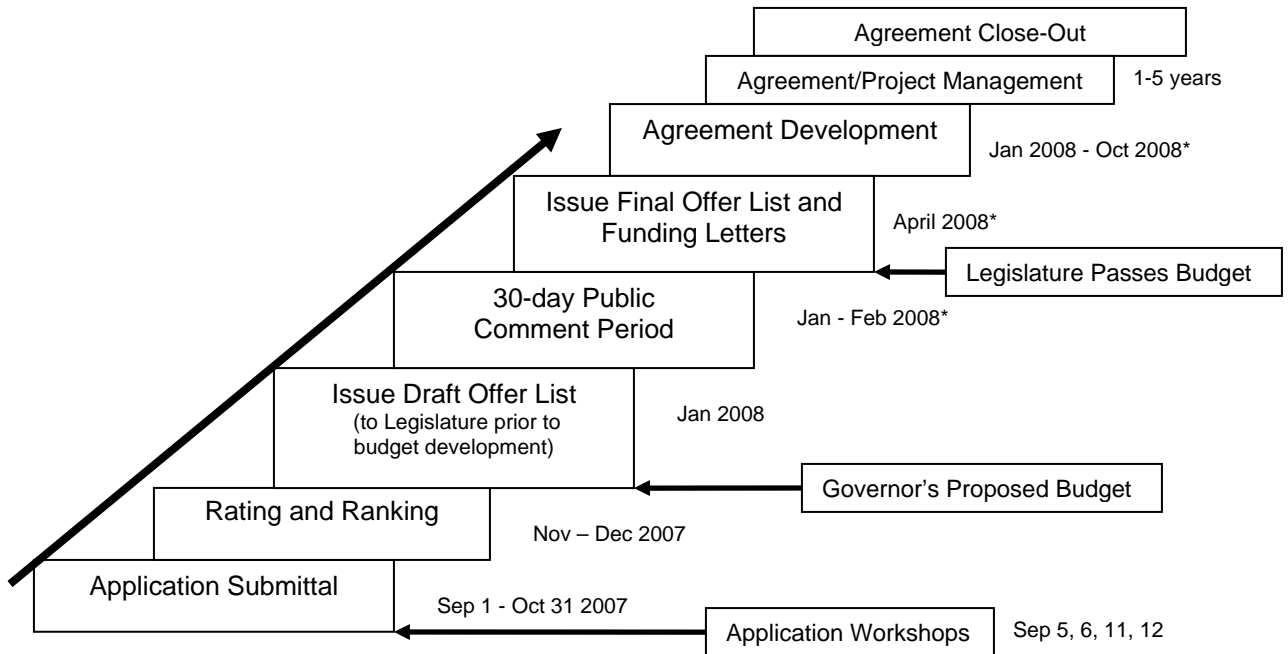 Agreement Close-Out
Agreement/Project Management
1-5 years
Agreement Development
Jan 2008 - Oct 2008*
Issue Final Offer List and
Funding Letters
April 2008*
Legislature Passes Budget
30-day Public
Comment Period
Jan - Feb 2008*
Issue Draft Offer List
(to Legislature prior to
budget development)
Jan 2008
Governor’s Proposed Budget
Rating and Ranking
Nov – Dec 2007
Application Submittal
Sep 1 - Oct 31 2007
Application Workshops
Sep 5, 6, 11, 12